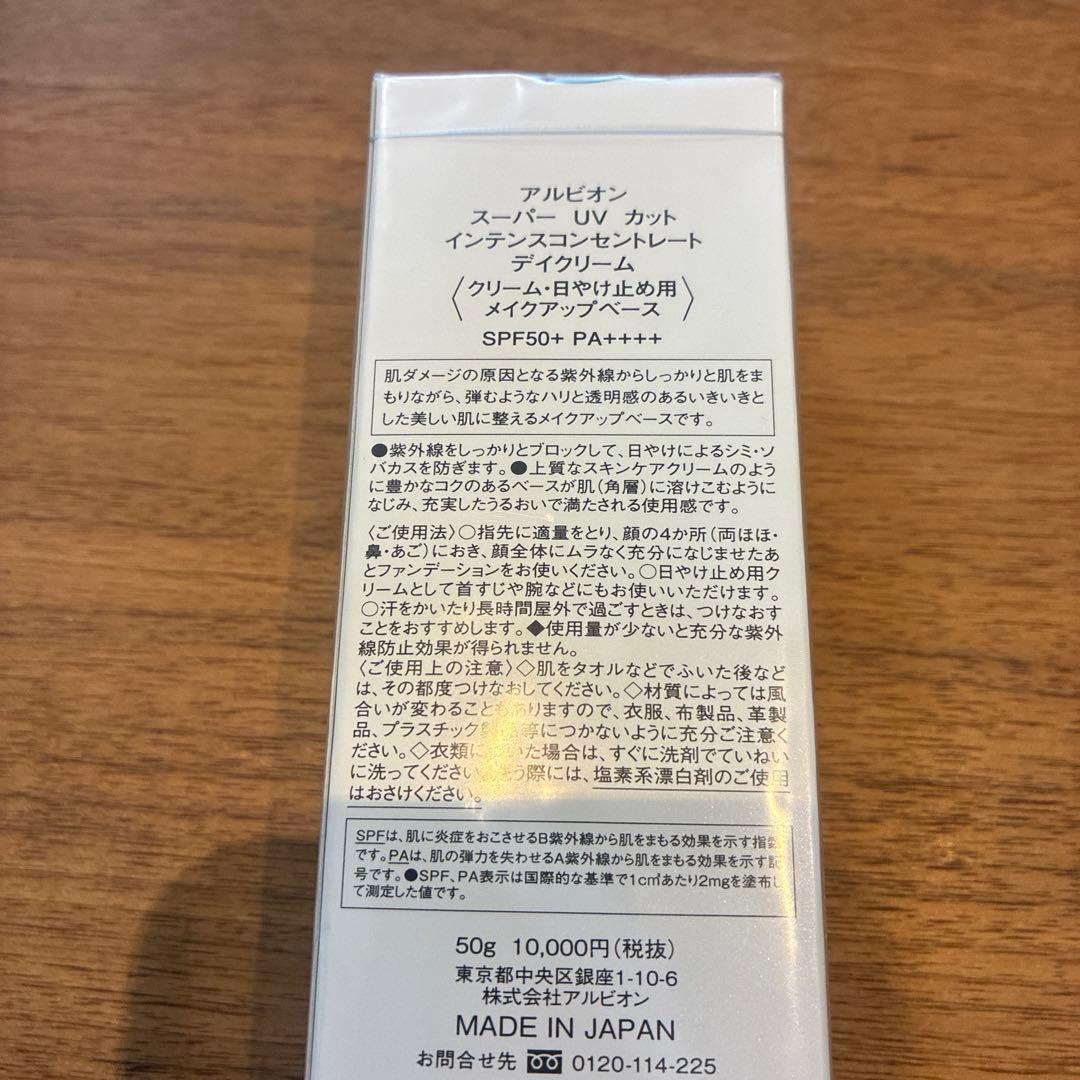 アルビオン
スーパー UV カット
インテンスコンセントレート
デイクリーム
〈クリーム・日やけ止め用
メイクアップベース〉
SPF50+ PA++++
肌ダメージの原因となる紫外線からしっかりと肌をま
もりながら、弾むようなハリと透明感のあるいきいきと
した美しい肌に整えるメイクアップベースです。
●紫外線をしっかりとブロックして、日やけによるシミ・ソ
バカスを防ぎます。●上質なスキンケアクリームのよう
に豊かなコクのあるベースが肌（角層）に溶けこむように
なじみ、充実したうるおいで満たされる使用感です。
〈ご使用法〉○指先に適量をとり、顔の4か所（両ほほ・
鼻・あご）におき、顔全体にムラなく充分になじませたあ
とファンデーションをお使いください。○日やけ止め用ク
リームとして首すじや腕などにもお使いいただけます。
○汗をかいたり長時間屋外で過ごすときは、つけなおす
ことをおすすめします。◆使用量が少ないと充分な紫外
線防止効果が得られません。
〈ご使用上の注意〉◇肌をタオルなどでふいた後など
は、その都度つけなおしてください。◇材質によっては風
合いが変わることもありますので、衣服、布製品、革製
品、プラスチック製品等につかないように充分ご注意く
ださい。◇衣類に いた場合は、すぐに洗剤でていねい
に洗ってください。 う際には、塩素系漂白剤のご使用
はおさけください。
SPFは、肌に炎症をおこさせるB紫外線から肌をまもる効果を示す指数
です。PAは、肌の弾力を失わせるA紫外線から肌をまもる効果を示す記
号です。●SPF、PA表示は国際的な基準で1c㎡あたり2mgを塗布し
て測定した値です。
50g 10,000円（税抜）
東京都中央区銀座1-10-6
株式会社アルビオン
MADE IN JAPAN
お問合せ先 0120-114-225